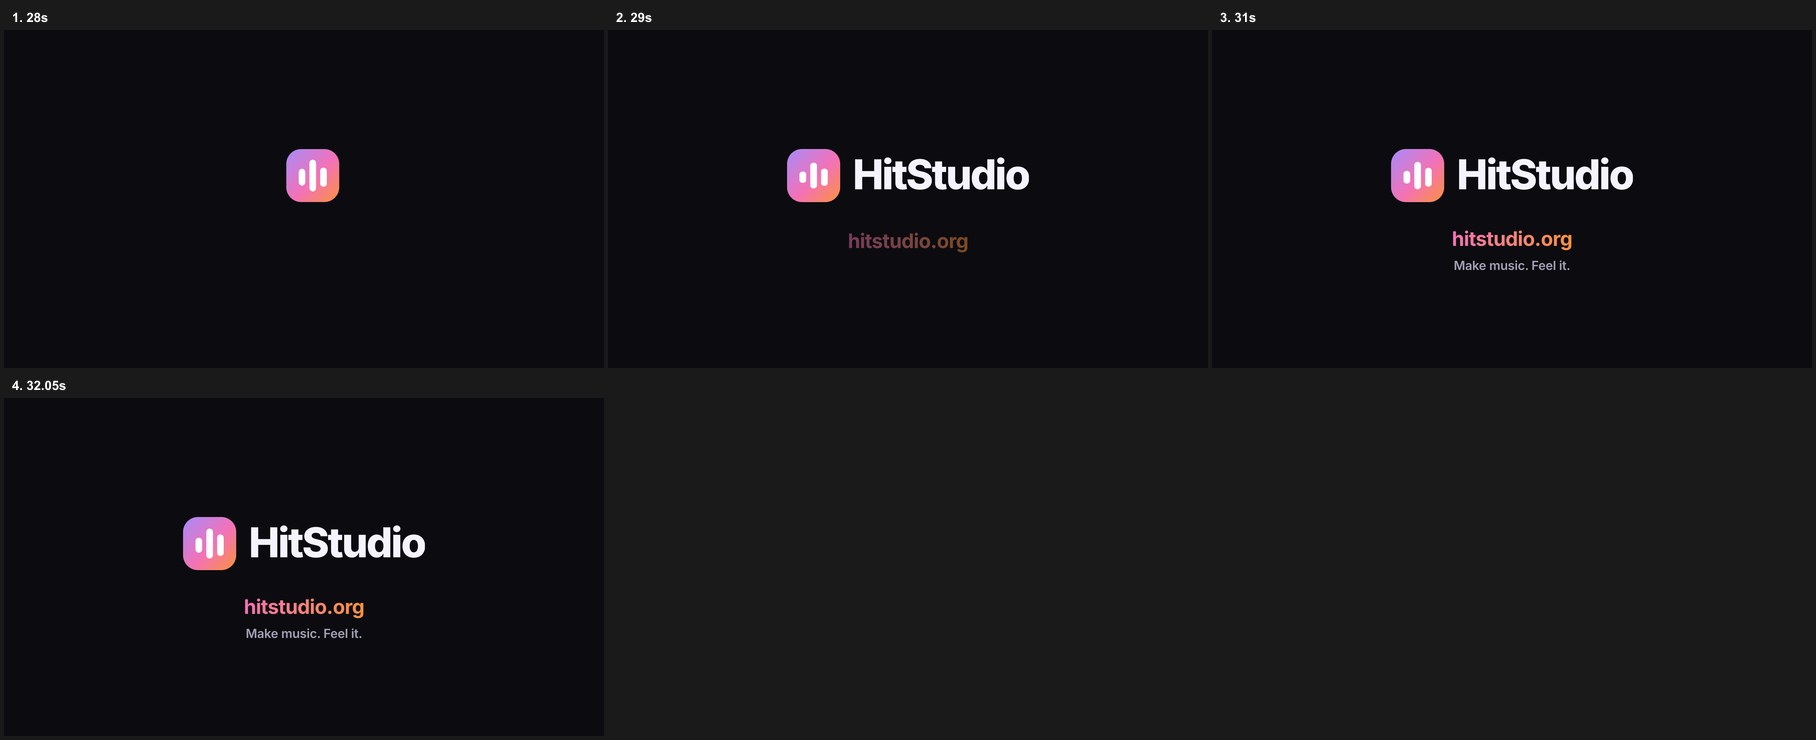 1. 28s
2. 29s
3. 31s
HitStudio
hitstudio.org
HitStudio
hitstudio.org
Make music. Feel it.
4. 32.05s
HitStudio
hitstudio.org
Make music. Feel it.